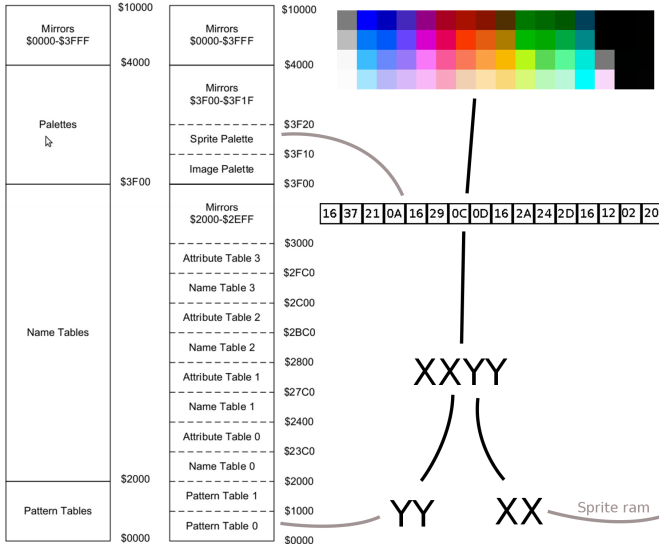 $10000
Mirrors
$0000-$3FFF
$4000
Palettes
$3F00
Name Tables
$2000
Pattern Tables
$0000
$10000
Mirrors
$0000-$3FFF
$4000
Mirrors
$3F00-$3F1F
$3F20
Sprite Palette
$3F10
Image Palette
$3F00
Mirrors
$2000-$2EFF
$3000
Attribute Table 3
$2FC0
Name Table 3
$2C00
Attribute Table 2
$2BC0
Name Table 2
$2800
Attribute Table 1
$27C0
Name Table 1
$2400
Attribute Table 0
$23C0
Name Table 0
$2000
Pattern Table 1
$1000
Pattern Table 0
$0000
16 37 21 0A 16 29 0C 0D 16 2A 24 2D 16 12 02 20
XXYY
YY
XX
Sprite ram